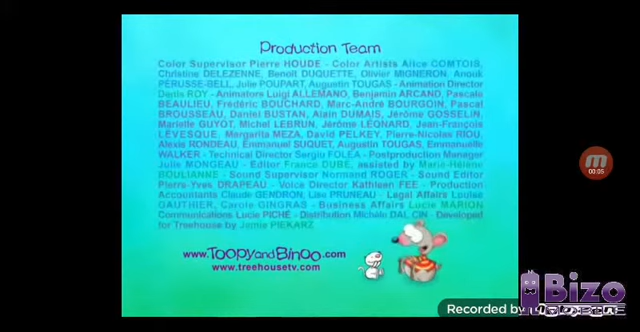 Production Team
Color Supervisor Pierre HOUDE - Color Artists Alice COMTOIS,
Christine DELEZENNE, Benoît DUQUETTE, Olivier MIGNERON, Anouk
PÉRUSSE-BELL, Julie POUPART, Augustin TOUGAS - Animation Director
Denis ROY - Animators Luigi ALLEMANO, Benjamin ARCAND, Pascale
BEAULIEU, Frédéric BOUCHARD, Marc-André BOURGOIN, Pascal
BROUSSEAU, Daniel BUSTAN, Alain DUMAIS, Jérôme GOSSELIN,
Marielle GUYOT, Michel LEBRUN, Jérôme LÉONARD, Jean-François
LÉVESQUE, Margarita MEZA, David PELKEY, Pierre-Nicolas RIOU,
Alexis RONDEAU, Emmanuel SUQUET, Augustin TOUGAS, Emmanuelle
WALKER - Technical Director Sergiu FOLEA - Postproduction Manager
Julie MONGEAU - Editor France DUBÉ, assisted by Marie-Hélène
BOULIANNE - Sound Supervisor Normand ROGER - Sound Editor
Pierre-Yves DRAPEAU - Voice Director Kathleen FEE - Production
Accountants Claude GENDRON, Lise PRUNEAU - Legal Affairs Louise
GAUTHIER, Carole GINGRAS - Business Affairs Lucie MARION
Communications Lucie PICHÉ - Distribution Michèle DAL CIN - Developed
for Treehouse by Jamie PIEKARZ
www.TOOPYandBINOO.com
www.treehousetv.com
00:05
Bizo
Recorded by